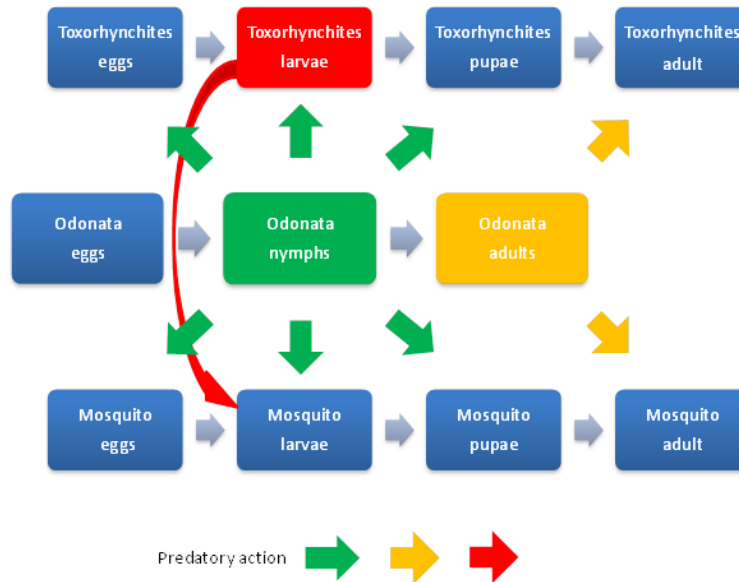 Toxorhynchites
eggs
Toxorhynchites
larvae
Toxorhynchites
pupae
Toxorhynchites
adult
Odonata
eggs
Odonata
nymphs
Odonata
adults
Mosquito
eggs
Mosquito
larvae
Mosquito
pupae
Mosquito
adult
Predatory action